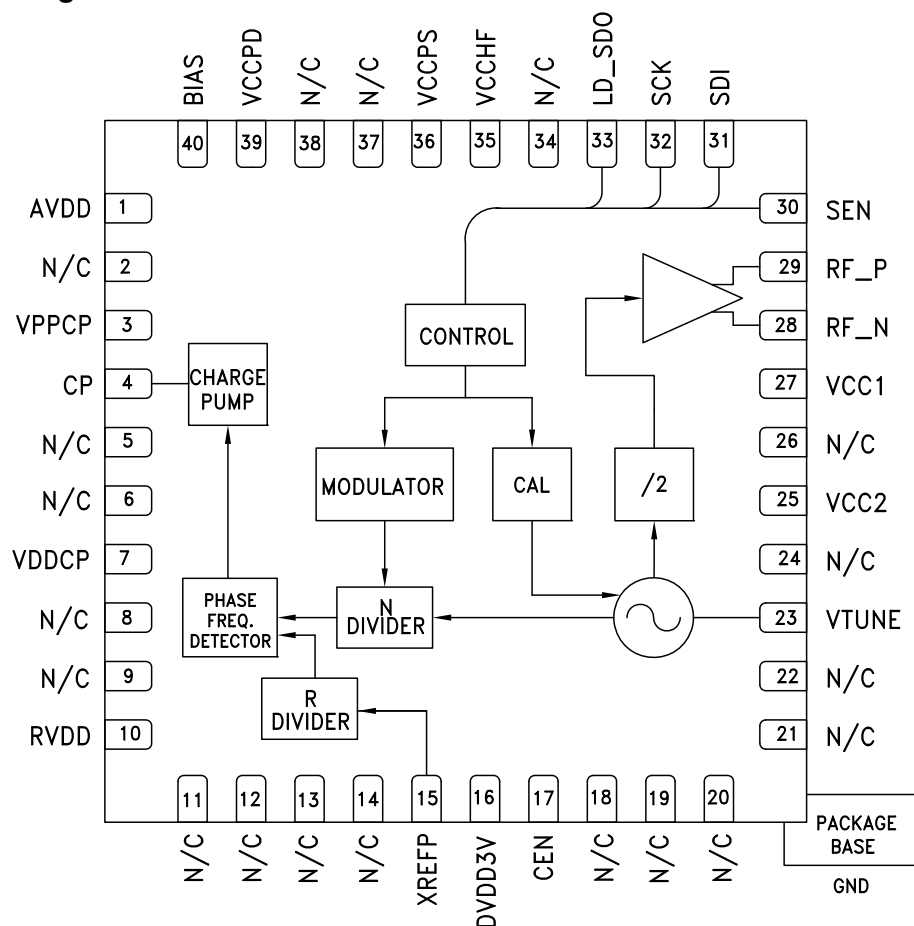 BIAS
VCCPD
N/C
N/C
VCCPS
VCCHF
N/C
LD_SDO
SCK
SDI
40
39
38
37
36
35
34
33
32
31
AVDD 1
N/C 2
VPPCP 3
CP 4
N/C 5
N/C 6
VDDCP 7
N/C 8
N/C 9
RVDD 10
30 SEN
29 RF_P
28 RF_N
27 VCC1
26 N/C
25 VCC2
24 N/C
23 VTUNE
22 N/C
21 N/C
CONTROL
CHARGE
PUMP
MODULATOR
CAL
/2
PHASE
FREQ.
DETECTOR
N
DIVIDER
R
DIVIDER
11
12
13
14
15
16
17
18
19
20
N/C
N/C
N/C
N/C
XREFP
DVDD3V
CEN
N/C
N/C
N/C
PACKAGE
BASE
GND